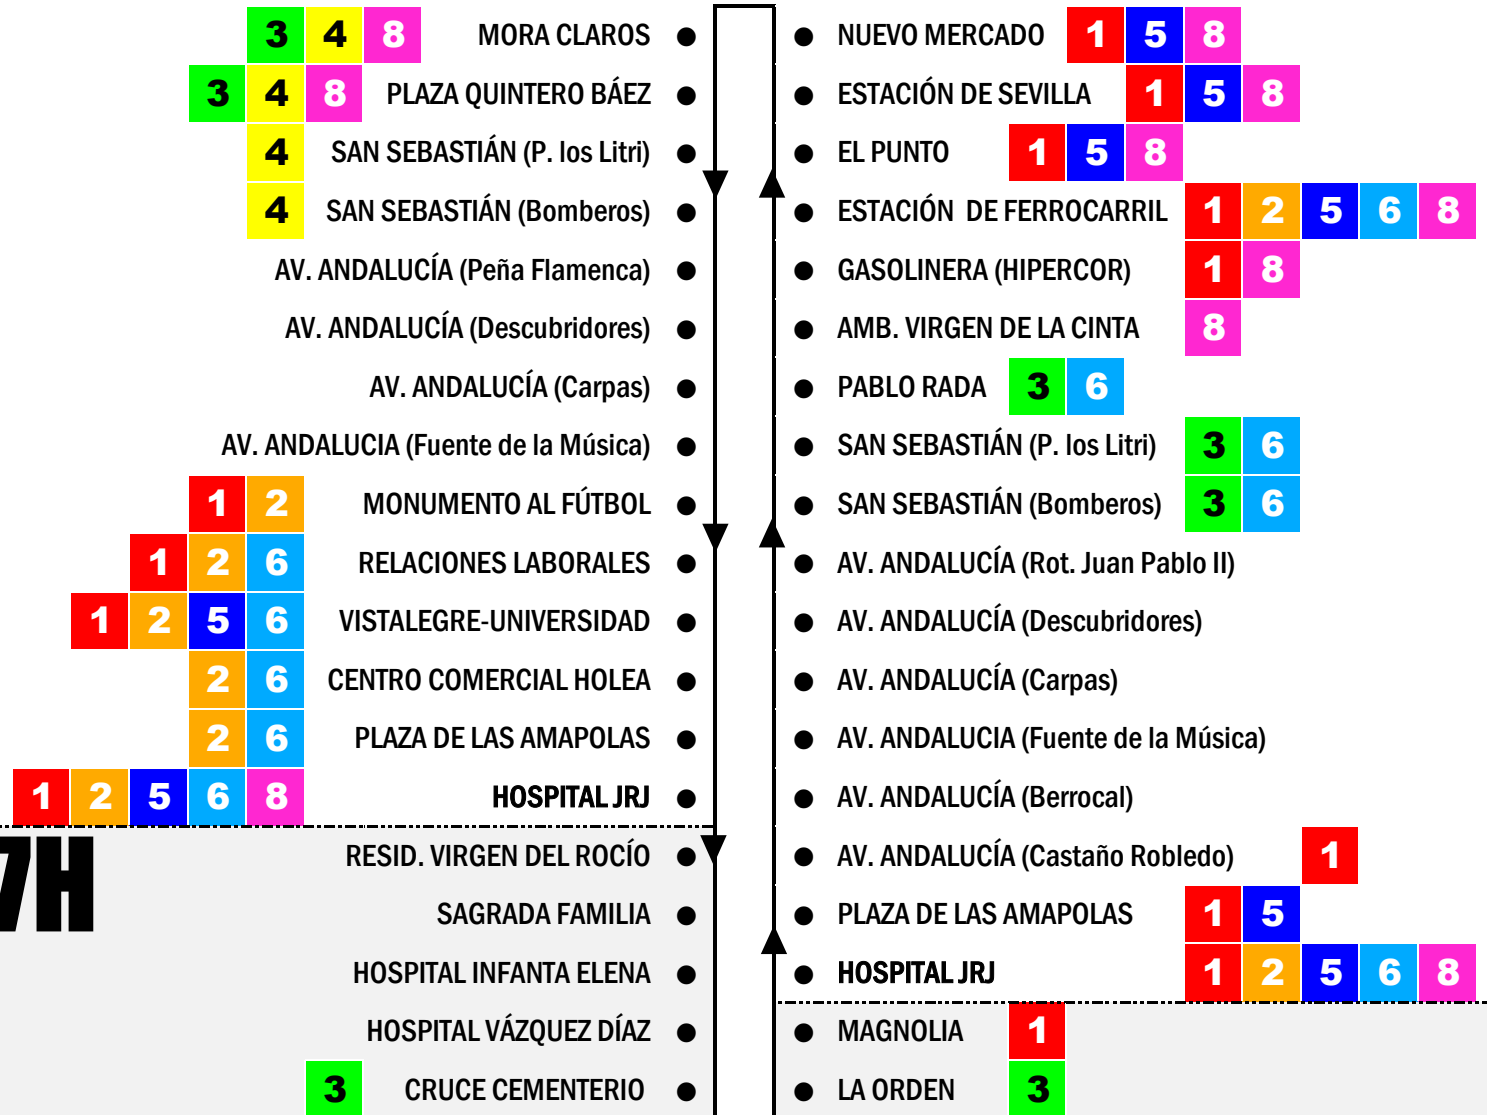 3 4 8 MORA CLAROS
3 4 8 PLAZA QUINTERO BÁEZ
4 SAN SEBASTIÁN (P. los Litri)
4 SAN SEBASTIÁN (Bomberos)
AV. ANDALUCÍA (Peña Flamenca)
AV. ANDALUCÍA (Descubridores)
AV. ANDALUCÍA (Carpas)
AV. ANDALUCIA (Fuente de la Música)
1 2 MONUMENTO AL FÚTBOL
1 2 6 RELACIONES LABORALES
1 2 5 6 VISTALEGRE-UNIVERSIDAD
2 6 CENTRO COMERCIAL HOLEA
2 6 PLAZA DE LAS AMAPOLAS
1 2 5 6 8 HOSPITAL JRJ
7H
RESID. VIRGEN DEL ROCÍO
SAGRADA FAMILIA
HOSPITAL INFANTA ELENA
HOSPITAL VÁZQUEZ DÍAZ
3 CRUCE CEMENTERIO
NUEVO MERCADO 1 5 8
ESTACIÓN DE SEVILLA 1 5 8
EL PUNTO 1 5 8
ESTACIÓN DE FERROCARRIL 1 2 5 6 8
GASOLINERA (HIPERCOR) 1 8
AMB. VIRGEN DE LA CINTA 8
PABLO RADA 3 6
SAN SEBASTIÁN (P. los Litri) 3 6
SAN SEBASTIÁN (Bomberos) 3 6
AV. ANDALUCÍA (Rot. Juan Pablo II)
AV. ANDALUCÍA (Descubridores)
AV. ANDALUCÍA (Carpas)
AV. ANDALUCIA (Fuente de la Música)
AV. ANDALUCÍA (Berrocal)
AV. ANDALUCÍA (Castaño Robledo) 1
PLAZA DE LAS AMAPOLAS 1 5
HOSPITAL JRJ 1 2 5 6 8
MAGNOLIA 1
LA ORDEN 3